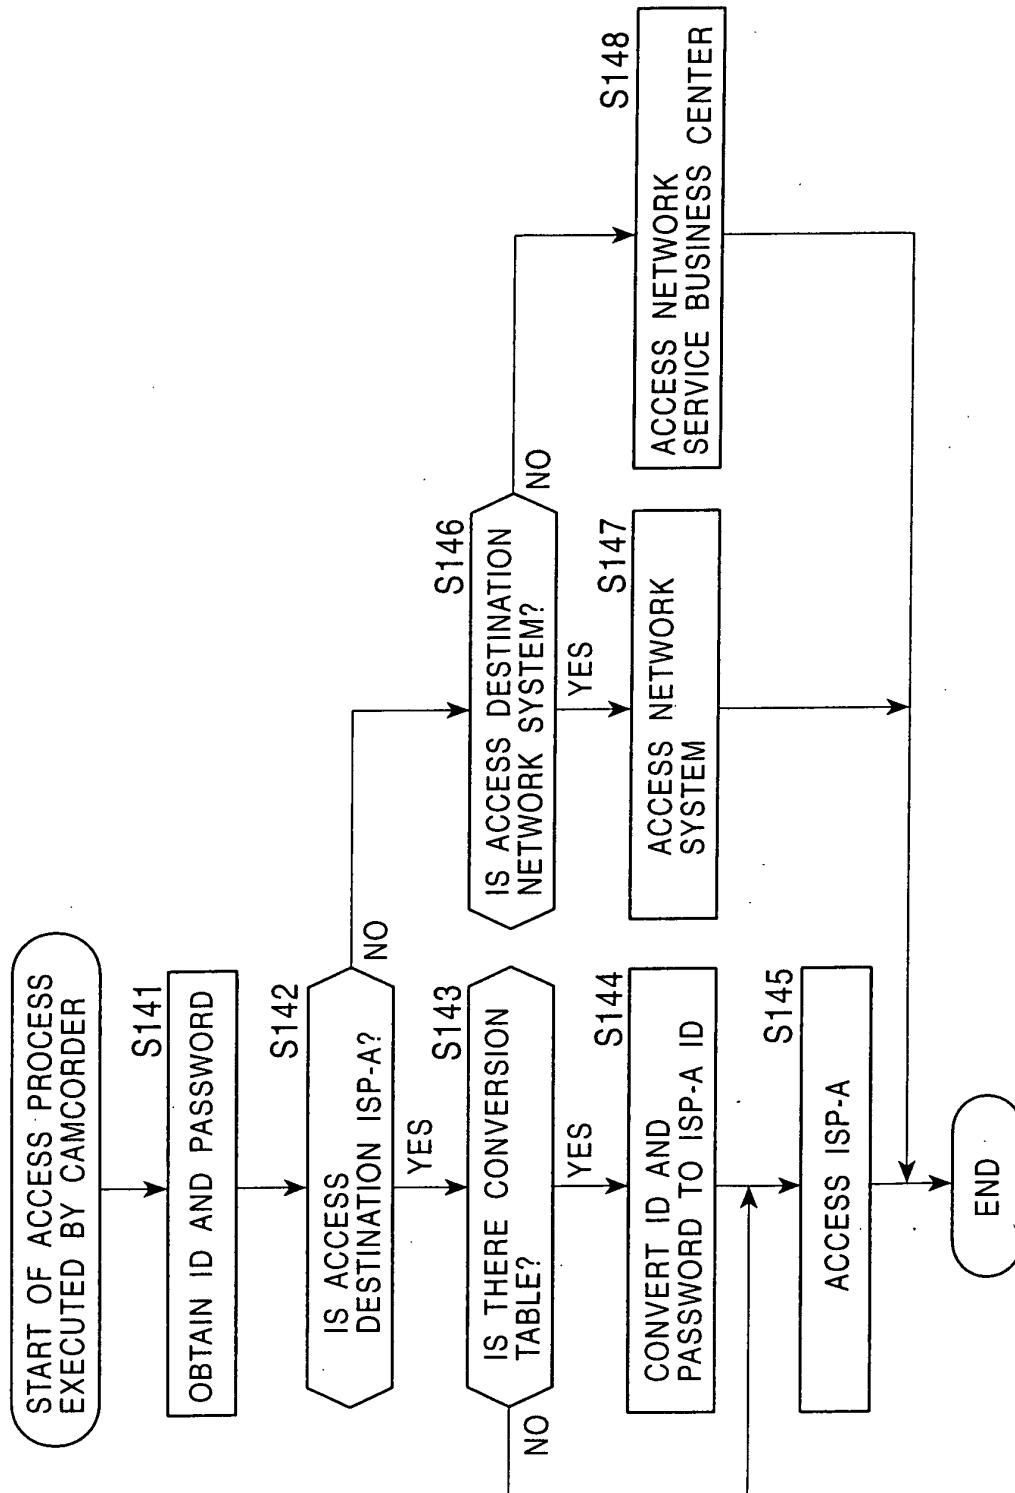 START OF ACCESS PROCESS
EXECUTED BY CAMCORDER
S141
OBTAIN ID AND PASSWORD
S142
IS ACCESS
DESTINATION ISP-A?
NO
YES
S143
IS THERE CONVERSION
TABLE?
NO
YES
S144
CONVERT ID AND
PASSWORD TO ISP-A ID
S145
ACCESS ISP-A
END
S146
IS ACCESS DESTINATION
NETWORK SYSTEM?
NO
YES
S147
ACCESS NETWORK
SYSTEM
S148
ACCESS NETWORK
SERVICE BUSINESS CENTER